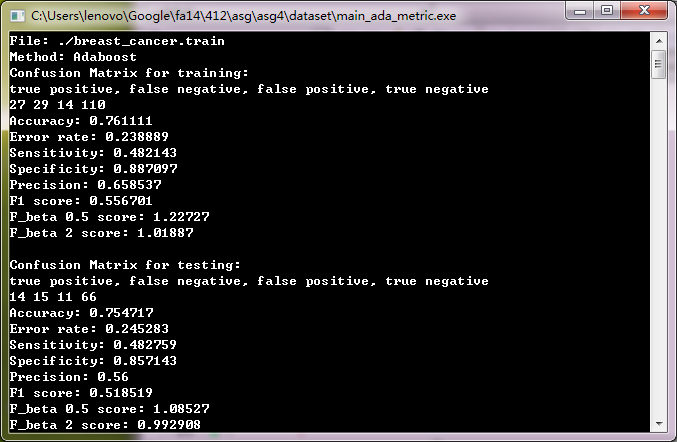 C:\Users\lenovo\Google\fa14\412\asg\asg4\dataset\main_ada_metric.exe
File: ./breast_cancer.train
Method: Adaboost
Confusion Matrix for training:
true positive, false negative, false positive, true negative
27 29 14 110
Accuracy: 0.761111
Error rate: 0.238889
Sensitivity: 0.482143
Specificity: 0.887097
Precision: 0.658537
F1 score: 0.556701
F_beta 0.5 score: 1.22727
F_beta 2 score: 1.01887
Confusion Matrix for testing:
true positive, false negative, false positive, true negative
14 15 11 66
Accuracy: 0.754717
Error rate: 0.245283
Sensitivity: 0.482759
Specificity: 0.857143
Precision: 0.56
F1 score: 0.518519
F_beta 0.5 score: 1.08527
F_beta 2 score: 0.992908